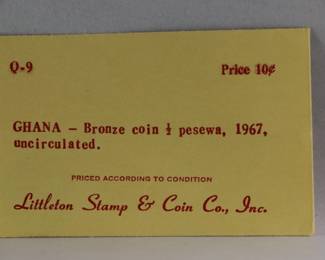 Q-9 Price 10¢
GHANA – Bronze coin ½ pesewa, 1967,
uncirculated.
PRICED ACCORDING TO CONDITION
Littleton Stamp & Coin Co., Inc.